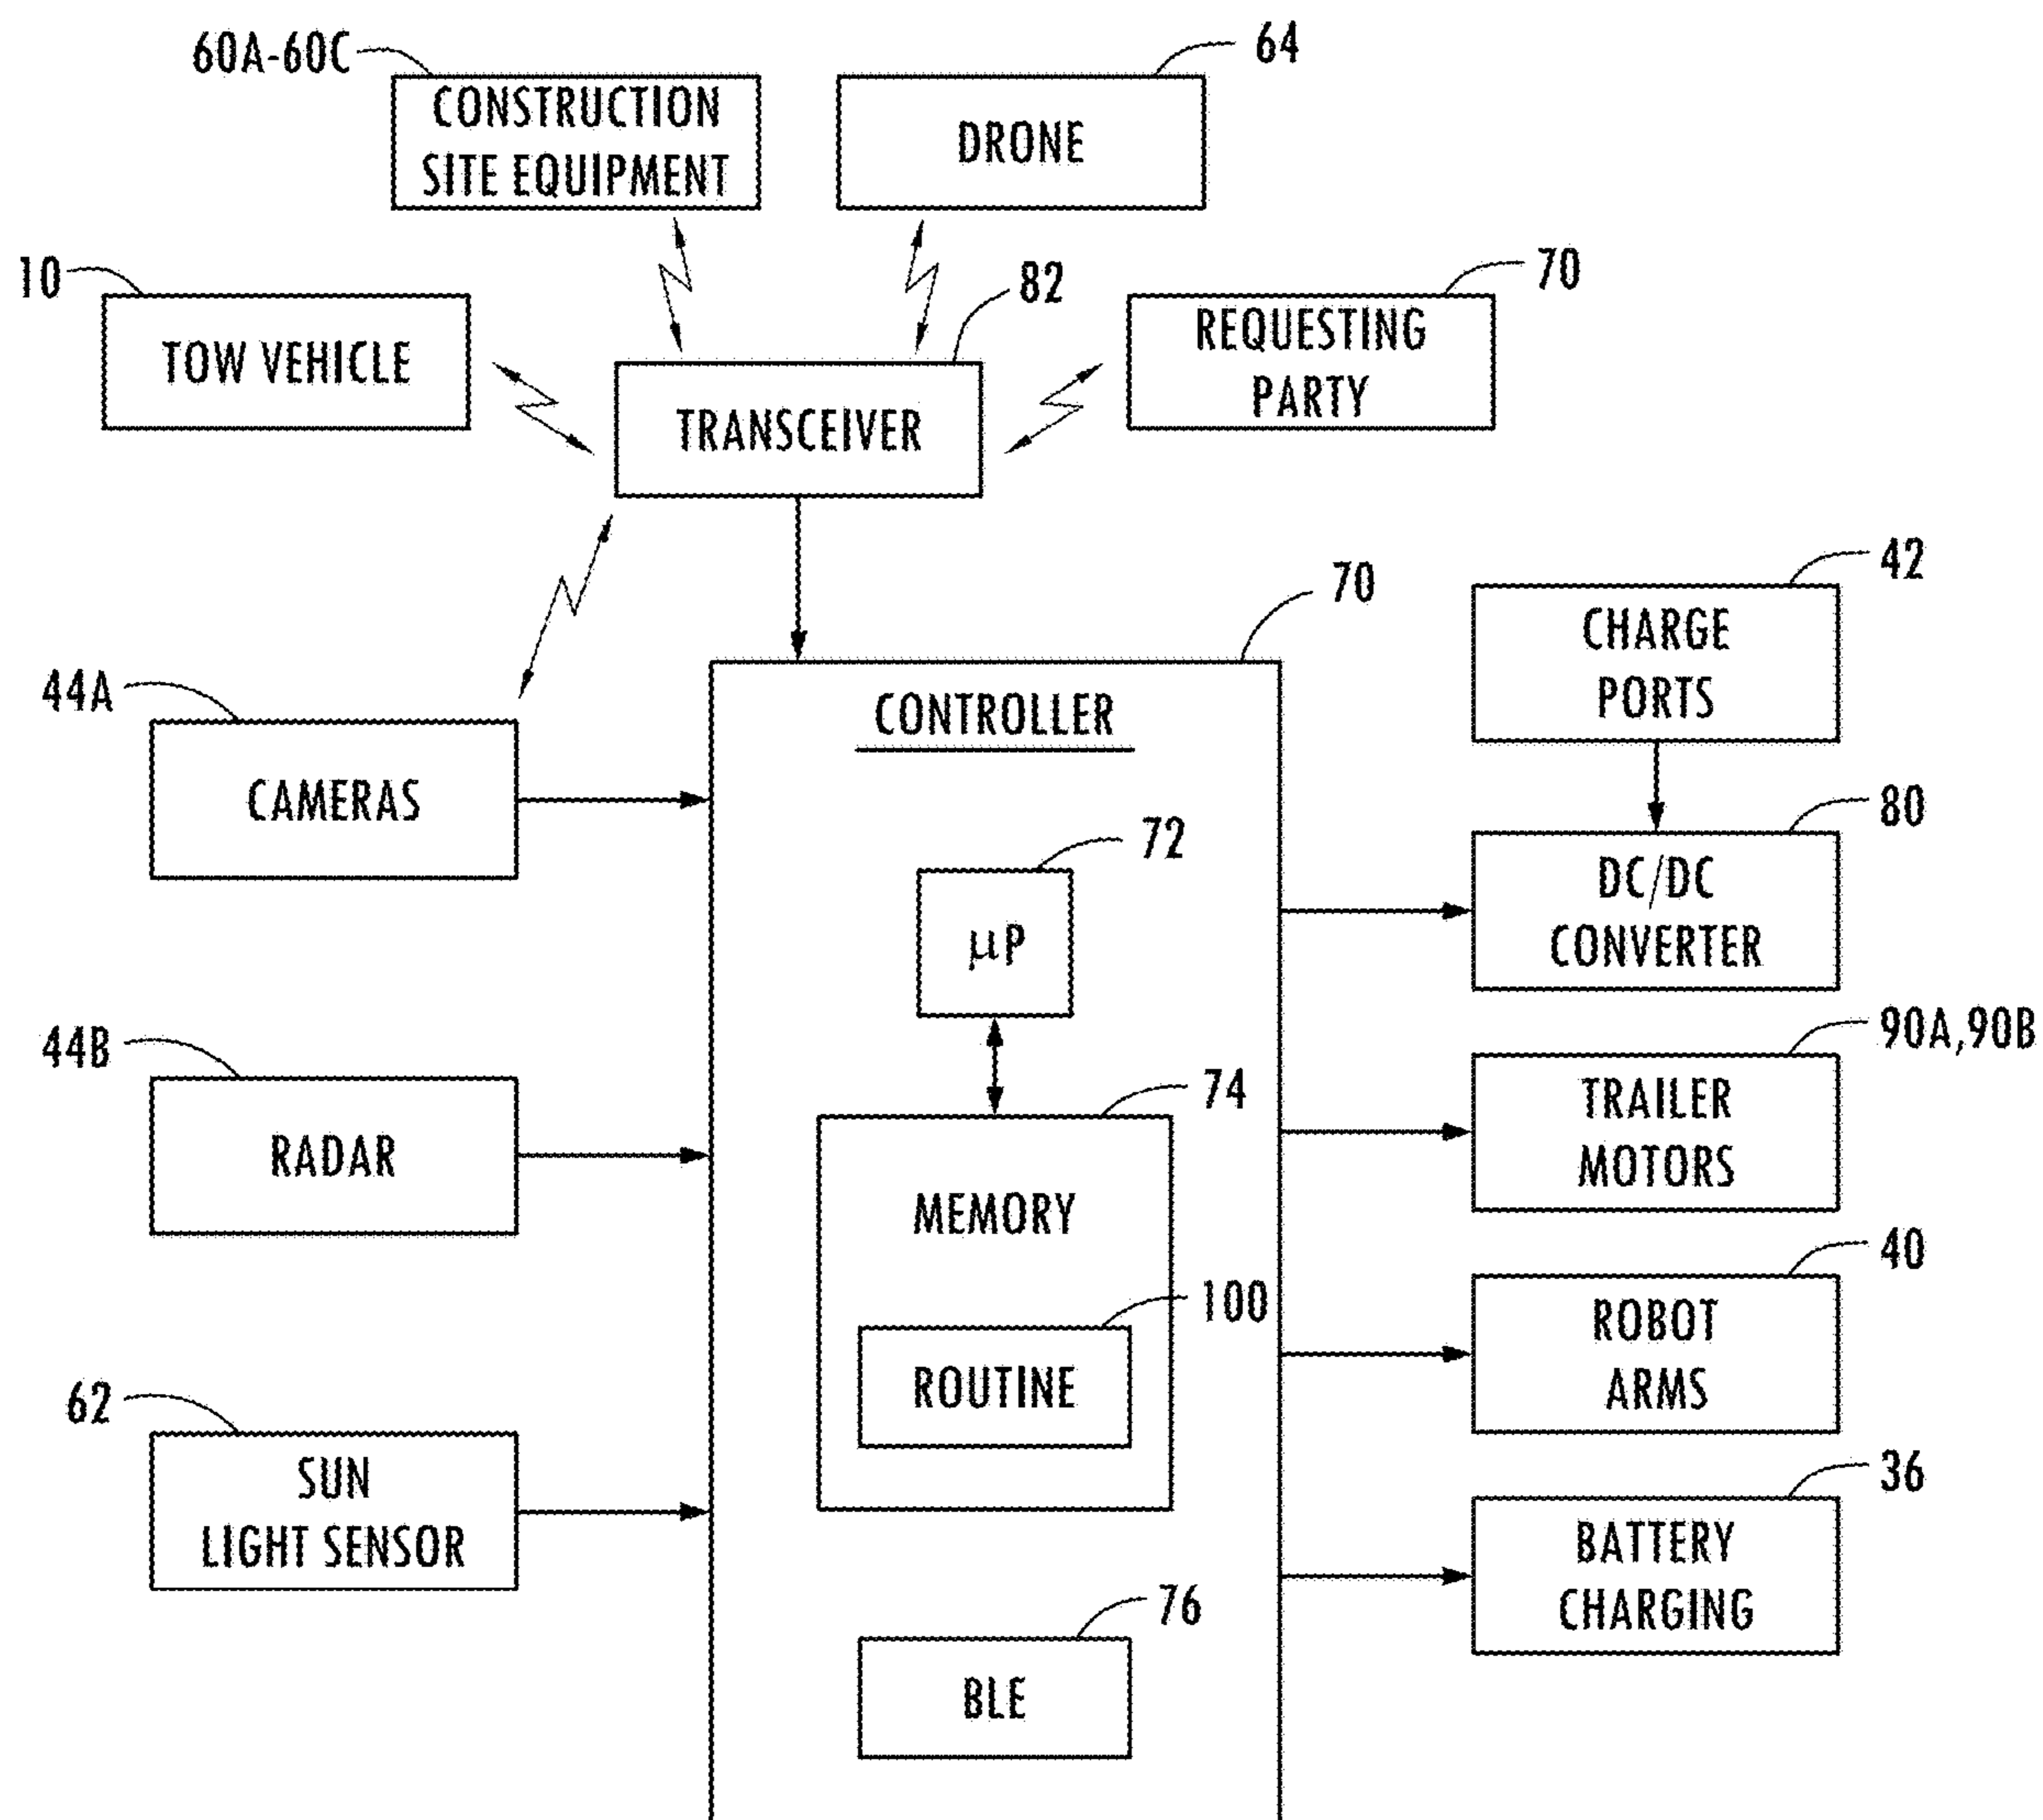 60A-60C
CONSTRUCTION
SITE EQUIPMENT
64
DRONE
10
TOW VEHICLE
82
TRANSCEIVER
70
REQUESTING
PARTY
44A
CAMERAS
44B
RADAR
62
SUN
LIGHT SENSOR
70
CONTROLLER
72
μP
74
MEMORY
100
ROUTINE
76
BLE
42
CHARGE
PORTS
80
DC/DC
CONVERTER
90A,90B
TRAILER
MOTORS
40
ROBOT
ARMS
36
BATTERY
CHARGING